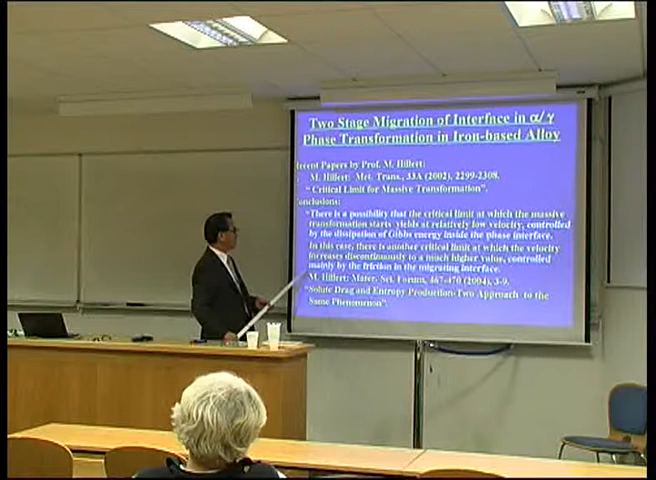 Two Stage Migration of Interface in α/γ
Phase Transformation in Iron-based Alloy
Recent Papers by Prof. M. Hillert:
M. Hillert: Met. Trans., 33A (2002), 2299-2308,
“Critical Limit for Massive Transformation”.
onclusions:
“There is a possibility that the critical limit at which the massive
transformation starts yields at relatively low velocity, controlled
by the dissipation of Gibbs energy inside the phase interface.
In this case, there is another critical limit at which the velocity
increases discontinuously to a much higher value, controlled
mainly by the friction in the migrating interface.
M. Hillert: Mater. Sci. Forum, 467-470 (2004), 3-9.
“Solute Drag and Entropy Production:Two Approach to the
Same Phenomenon”.